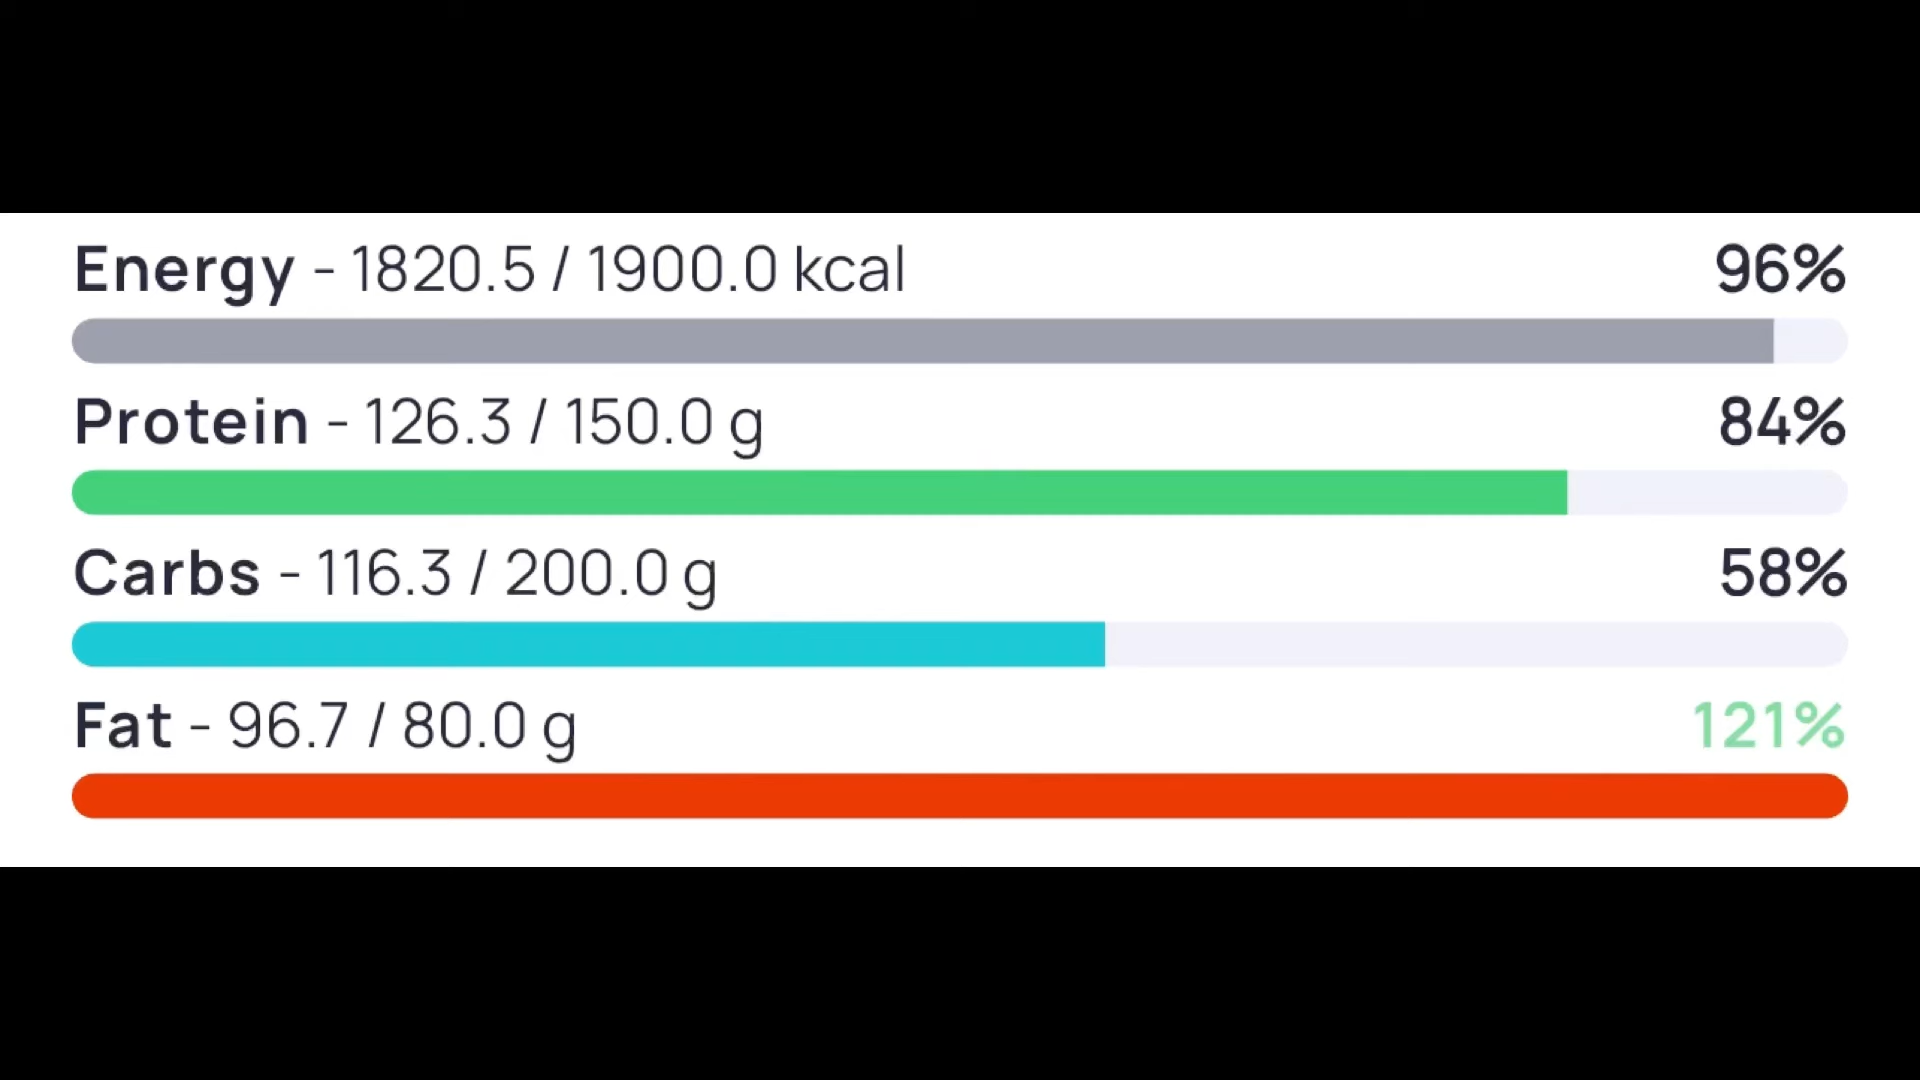 Energy - 1820.5 / 1900.0 kcal 96%
Protein - 126.3 / 150.0 g 84%
Carbs - 116.3 / 200.0 g 58%
Fat - 96.7 / 80.0 g 121%